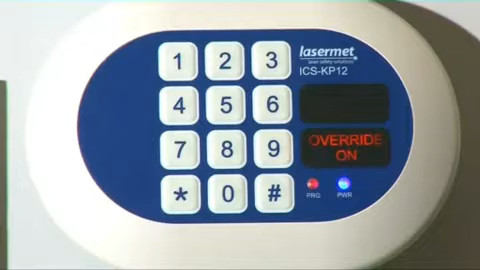 1 2 3
4 5 6
7 8 9
* 0 #
lasermet
laser safety solutions
ICS-KP12
OVERRIDE
ON
PRG PWR